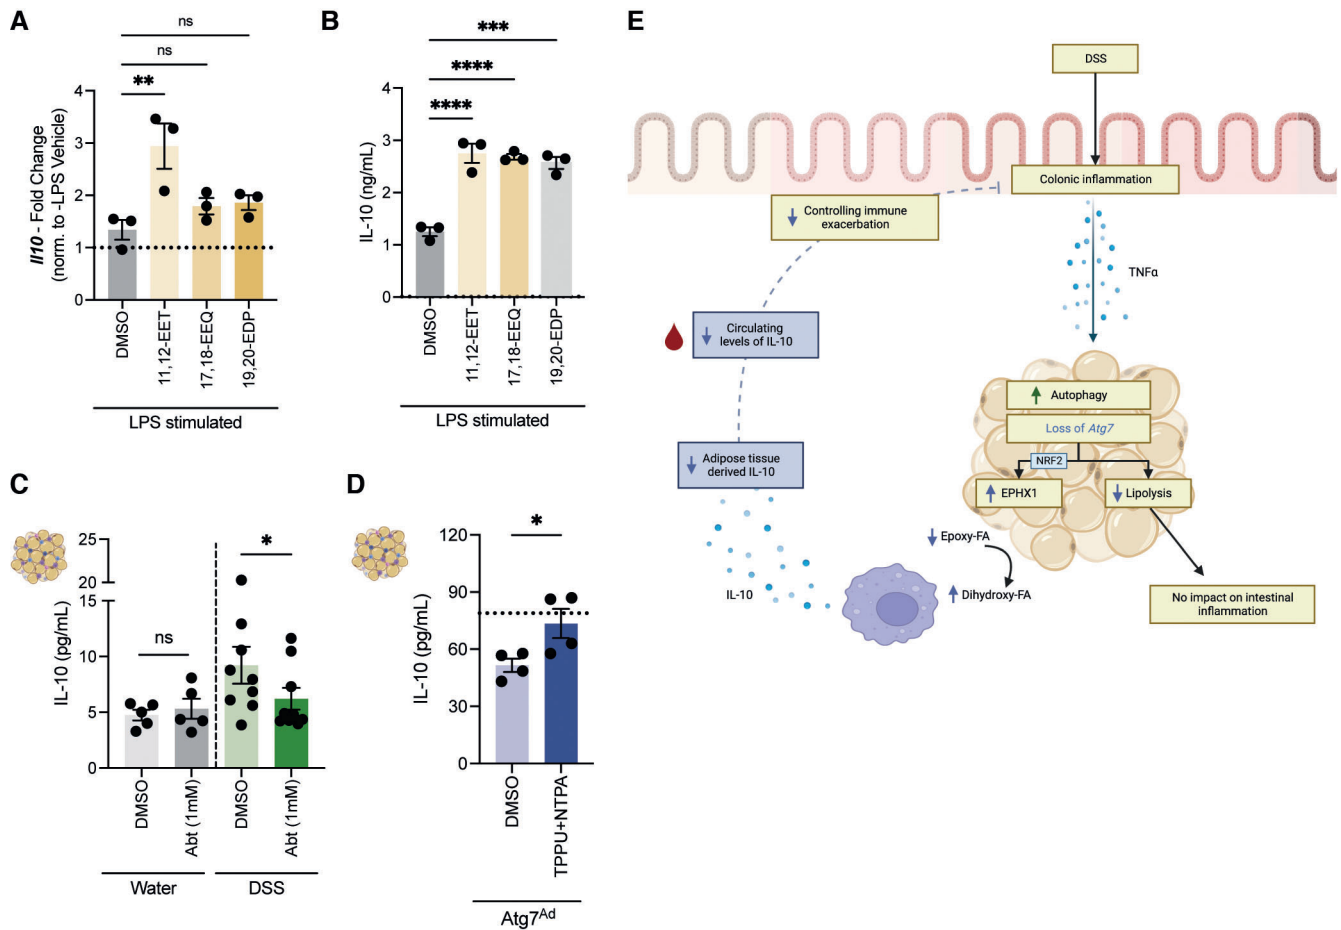 A
ns
ns
**
Il10 - Fold Change
(norm. to -LPS Vehicle)
4
3
2
1
0
DMSO
11,12-EET
17,18-EEQ
19,20-EDP
LPS stimulated
B
***
****
****
IL-10 (ng/mL)
4
3
2
1
0
DMSO
11,12-EET
17,18-EEQ
19,20-EDP
LPS stimulated
C
IL-10 (pg/mL)
25
20
15
10
5
0
ns
*
DMSO
Abt (1mM)
DMSO
Abt (1mM)
Water
DSS
D
IL-10 (pg/mL)
120
90
60
30
0
*
DMSO
TPPU+NTPA
Atg7ᴬᵈ
E
DSS
Colonic inflammation
Controlling immune
exacerbation
TNFα
Circulating
levels of IL-10
Autophagy
Loss of Atg7
NRF2
EPHX1
Lipolysis
Adipose tissue
derived IL-10
Epoxy-FA
Dihydroxy-FA
IL-10
No impact on intestinal
inflammation